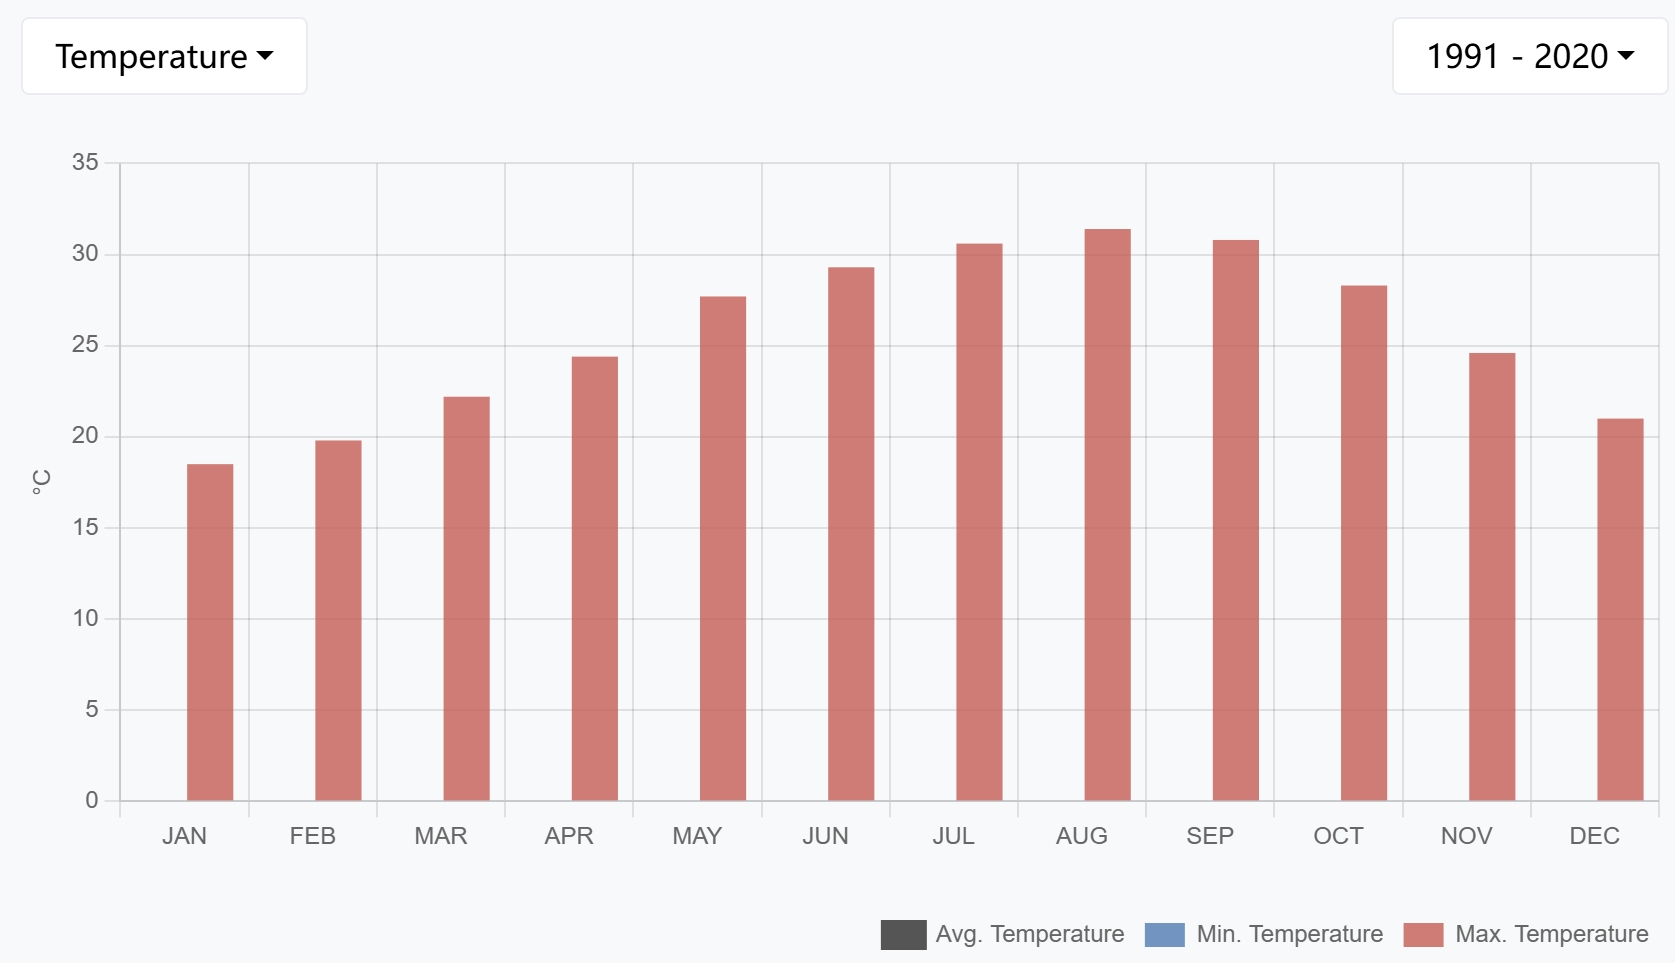 Temperature
1991 - 2020
35
30
25
20
°C
15
10
5
0
JAN FEB MAR APR MAY JUN JUL AUG SEP OCT NOV DEC
Avg. Temperature Min. Temperature Max. Temperature